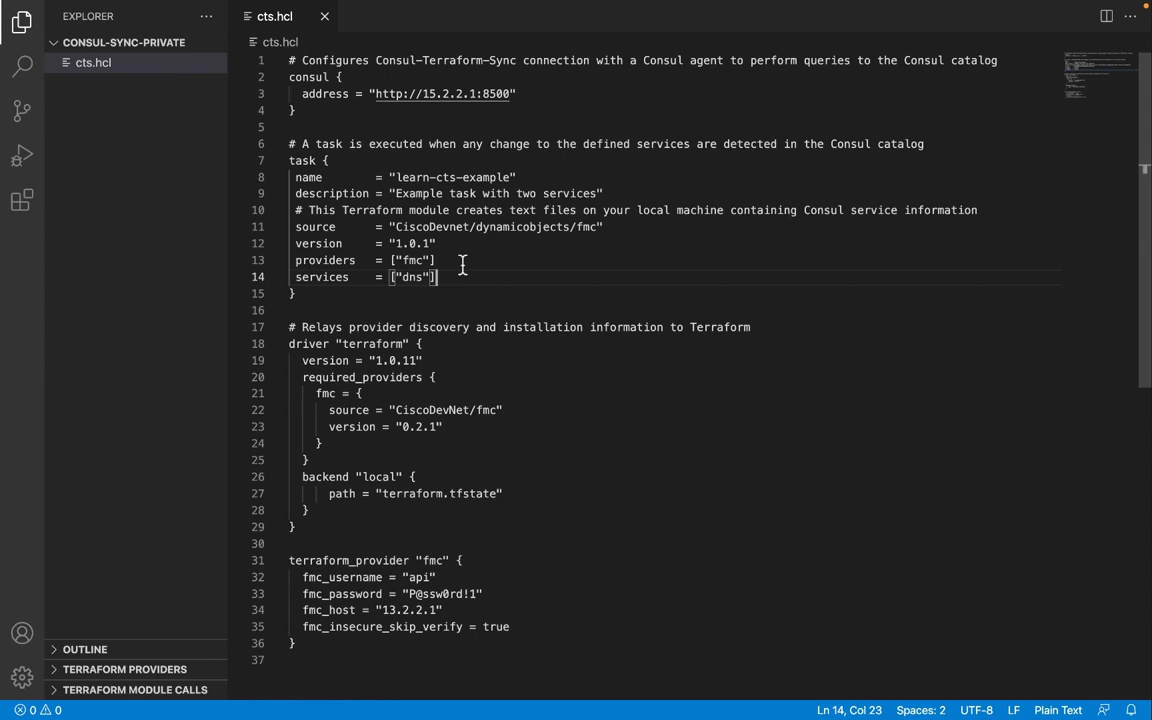 EXPLORER
cts.hcl
CONSUL-SYNC-PRIVATE
cts.hcl
cts.hcl
1 # Configures Consul-Terraform-Sync connection with a Consul agent to perform queries to the Consul catalog
2 consul {
3 address = "http://15.2.2.1:8500"
4 }
5
6 # A task is executed when any change to the defined services are detected in the Consul catalog
7 task {
8 name = "learn-cts-example"
9 description = "Example task with two services"
10 # This Terraform module creates text files on your local machine containing Consul service information
11 source = "CiscoDevnet/dynamicobjects/fmc"
12 version = "1.0.1"
13 providers = ["fmc"]
14 services = ["dns"]
15 }
16
17 # Relays provider discovery and installation information to Terraform
18 driver "terraform" {
19 version = "1.0.11"
20 required_providers {
21 fmc = {
22 source = "CiscoDevNet/fmc"
23 version = "0.2.1"
24 }
25 }
26 backend "local" {
27 path = "terraform.tfstate"
28 }
29 }
30
31 terraform_provider "fmc" {
32 fmc_username = "api"
33 fmc_password = "P@ssw0rd!1"
34 fmc_host = "13.2.2.1"
35 fmc_insecure_skip_verify = true
36 }
37
OUTLINE
TERRAFORM PROVIDERS
TERRAFORM MODULE CALLS
0 0 Ln 14, Col 23 Spaces: 2 UTF-8 LF Plain Text